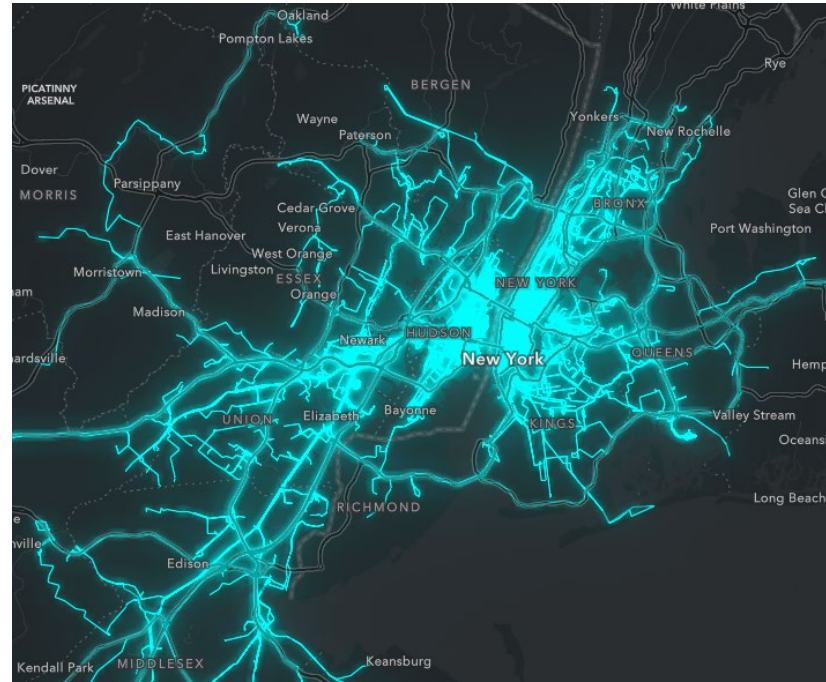 White Plains
Oakland
Pompton Lakes
Rye
BERGEN
PICATINNY
ARSENAL
Wayne
Yonkers
Paterson
New Rochelle
Dover
Parsippany
MORRIS
Glen
Sea
Cedar Grove
BRONX
Verona
Port Washington
East Hanover
West Orange
Morristown
Livingston
ESSEX
NEW YORK
Orange
Madison
HUDSON
Newark
QUEENS
New York
Hemp
Elizabeth
Bayonne
UNION
KINGS
Valley Stream
Long Beach
RICHMOND
Edison
Kendall Park
MIDDLESEX
Keansburg